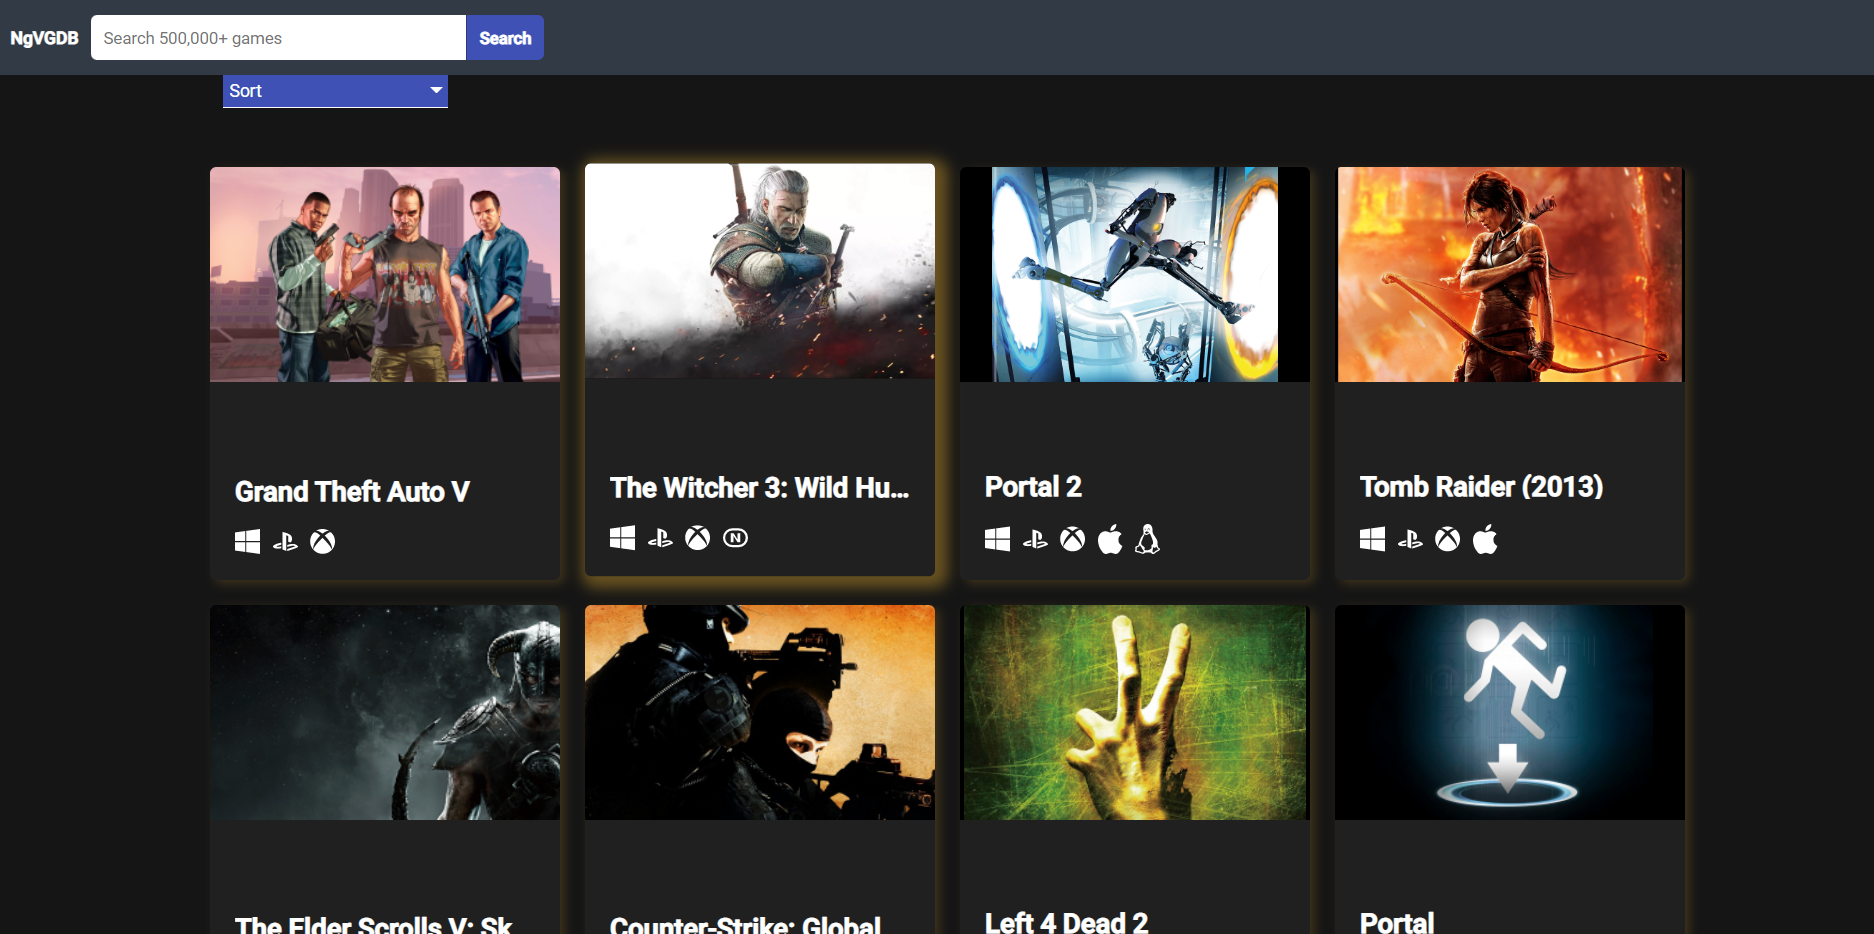 NgVGDB
Search 500,000+ games
Search
Sort
Grand Theft Auto V
The Witcher 3: Wild Hu...
Portal 2
Tomb Raider (2013)
N
The Elder Scrolls V: Sk
Counter-Strike: Global
Left 4 Dead 2
Portal